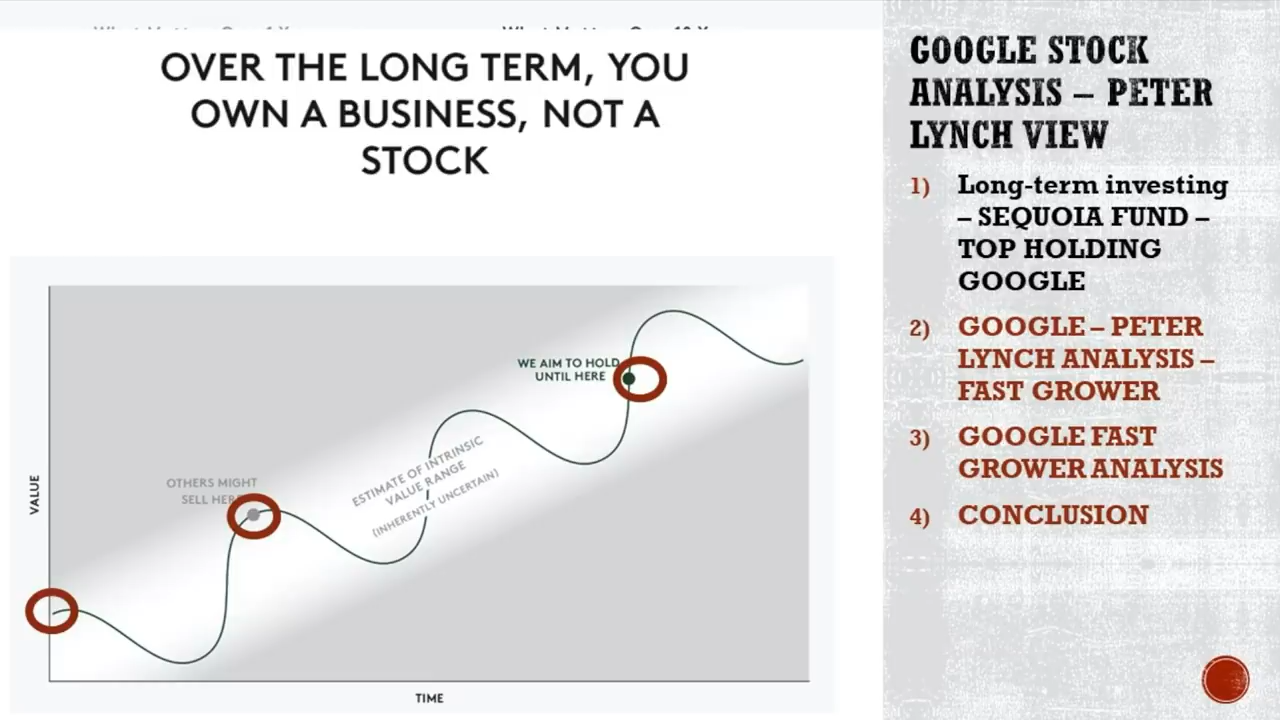 OVER THE LONG TERM, YOU
OWN A BUSINESS, NOT A
STOCK
WE AIM TO HOLD
UNTIL HERE
OTHERS MIGHT
SELL HERE
ESTIMATE OF INTRINSIC
VALUE RANGE
(INHERENTLY UNCERTAIN)
VALUE
TIME
GOOGLE STOCK
ANALYSIS – PETER
LYNCH VIEW
1) Long-term investing
– SEQUOIA FUND –
TOP HOLDING
GOOGLE
2) GOOGLE – PETER
LYNCH ANALYSIS –
FAST GROWER
3) GOOGLE FAST
GROWER ANALYSIS
4) CONCLUSION